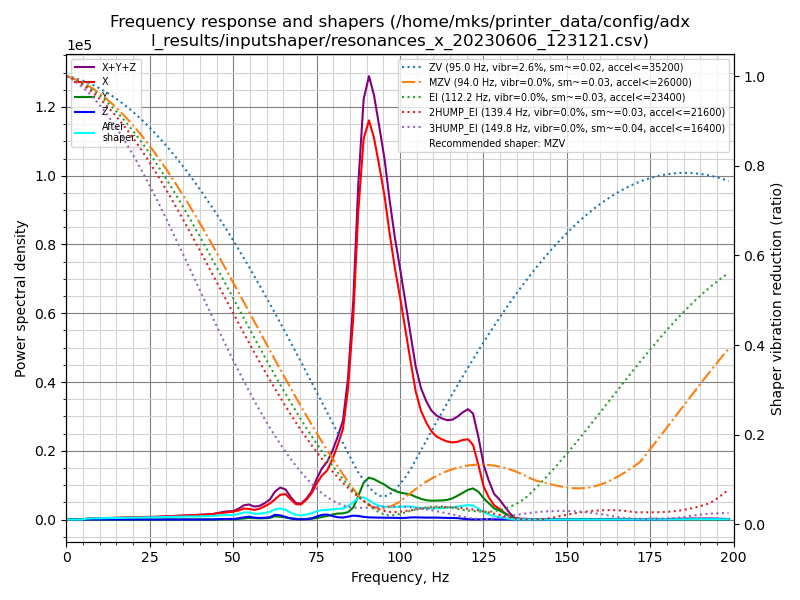 Frequency response and shapers (/home/mks/printer_data/config/adx
l_results/inputshaper/resonances_x_20230606_123121.csv)
1e5
X+Y+Z
X
Y
Z
After
shaper
ZV (95.0 Hz, vibr=2.6%, sm~=0.02, accel<=35200)
MZV (94.0 Hz, vibr=0.0%, sm~=0.03, accel<=26000)
EI (112.2 Hz, vibr=0.0%, sm~=0.03, accel<=23400)
2HUMP_EI (139.4 Hz, vibr=0.0%, sm~=0.03, accel<=21600)
3HUMP_EI (149.8 Hz, vibr=0.0%, sm~=0.04, accel<=16400)
Recommended shaper: MZV
Power spectral density
1.2
1.0
0.8
0.6
0.4
0.2
0.0
1.0
0.8
0.6
0.4
0.2
0.0
Shaper vibration reduction (ratio)
0 25 50 75 100 125 150 175 200
Frequency, Hz